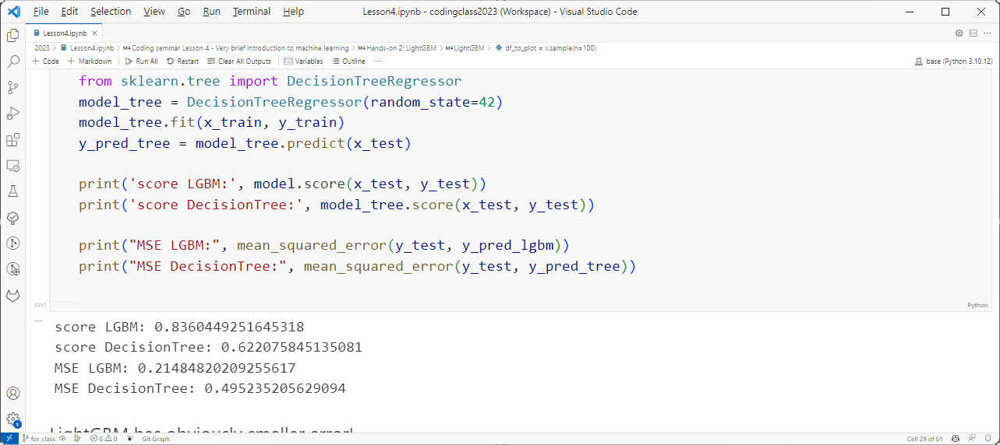 File Edit Selection View Go Run Terminal Help Lesson4.ipynb - codingclass2023 (Workspace) - Visual Studio Code
Lesson4.ipynb
2023 > Lesson4.ipynb > M↓Coding seminar Lesson 4 - Very brief introduction to machine learning > M↓Hands-on 2: LightGBM > M↓LightGBM > df_to_plot = x.sample(n=100)
+ Code + Markdown Run All Restart Clear All Outputs Variables Outline ... base (Python 3.10.12)
from sklearn.tree import DecisionTreeRegressor
model_tree = DecisionTreeRegressor(random_state=42)
model_tree.fit(x_train, y_train)
y_pred_tree = model_tree.predict(x_test)
print('score LGBM:', model.score(x_test, y_test))
print('score DecisionTree:', model_tree.score(x_test, y_test))
print("MSE LGBM:", mean_squared_error(y_test, y_pred_lgbm))
print("MSE DecisionTree:", mean_squared_error(y_test, y_pred_tree))
[15] Python
...
score LGBM: 0.8360449251645318
score DecisionTree: 0.622075845135081
MSE LGBM: 0.21484820209255617
MSE DecisionTree: 0.495235205629094
LightGBM has obviously smaller error!
1
for_class 0 0 Git Graph Cell 29 of 61